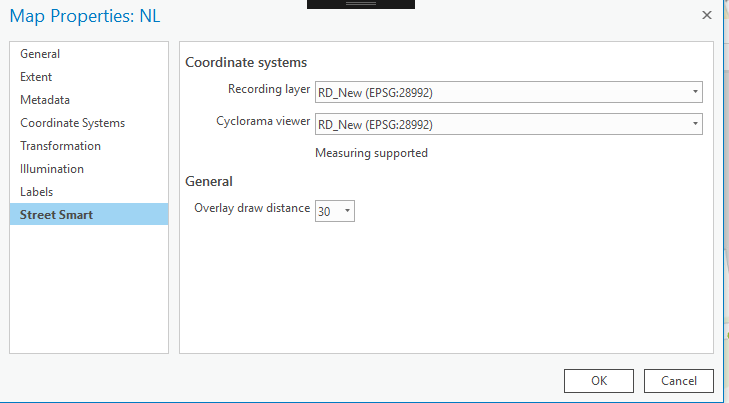 Map Properties: NL
General
Extent
Metadata
Coordinate Systems
Transformation
Illumination
Labels
Street Smart
Coordinate systems
Recording layer RD_New (EPSG:28992)
Cyclorama viewer RD_New (EPSG:28992)
Measuring supported
General
Overlay draw distance 30
OK Cancel